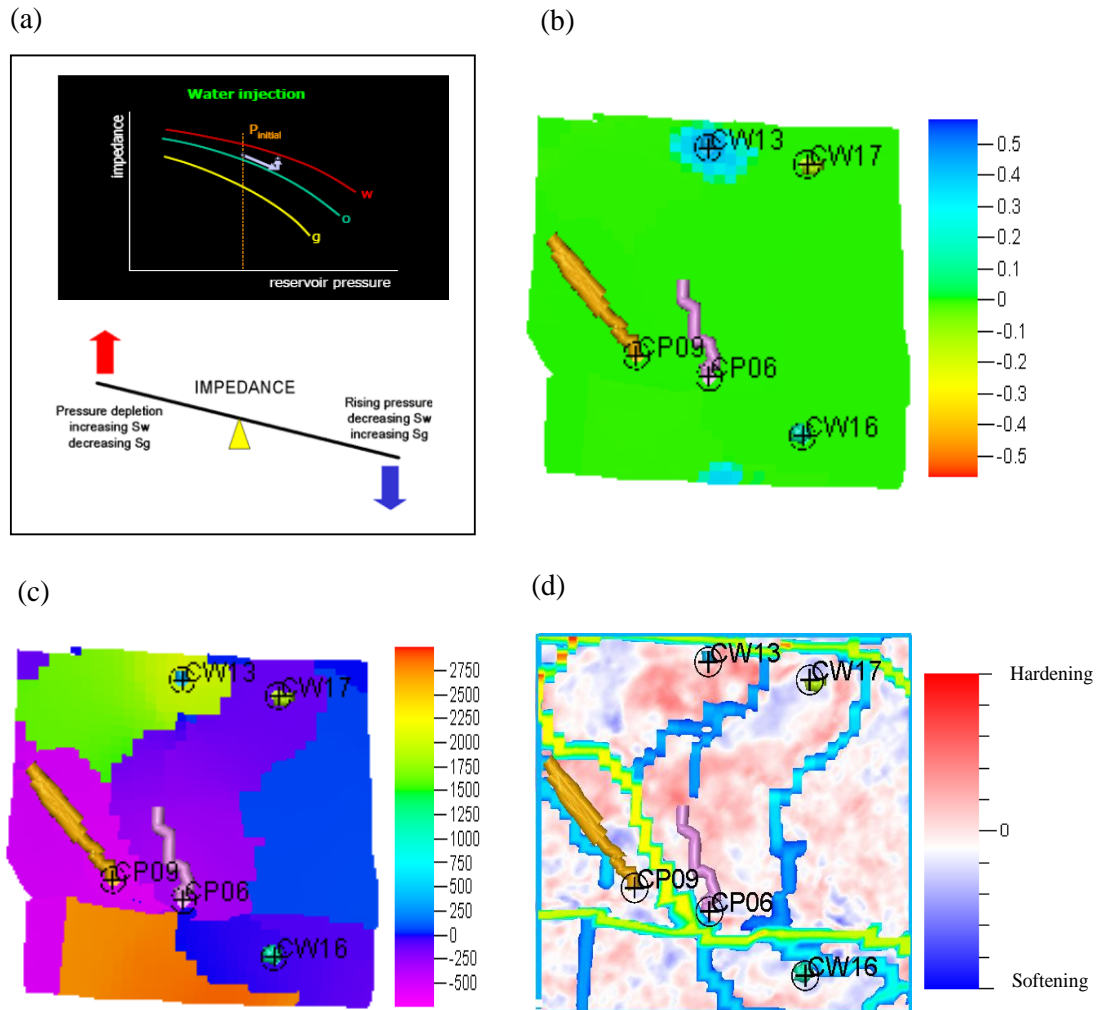 (a)
Water injection
Pinitial
impedance
w
o
g
reservoir pressure
IMPEDANCE
Pressure depletion
increasing Sw
decreasing Sg
Rising pressure
decreasing Sw
increasing Sg
(b)
CW13
CW17
CP09
CP06
CW16
0.5
0.4
0.3
0.2
0.1
0
-0.1
-0.2
-0.3
-0.4
-0.5
(c)
CW13
CW17
CP09
CP06
CW16
2750
2500
2250
2000
1750
1500
1250
1000
750
500
250
0
-250
-500
(d)
CW13
CW17
CP09
CP06
CW16
Hardening
0
Softening